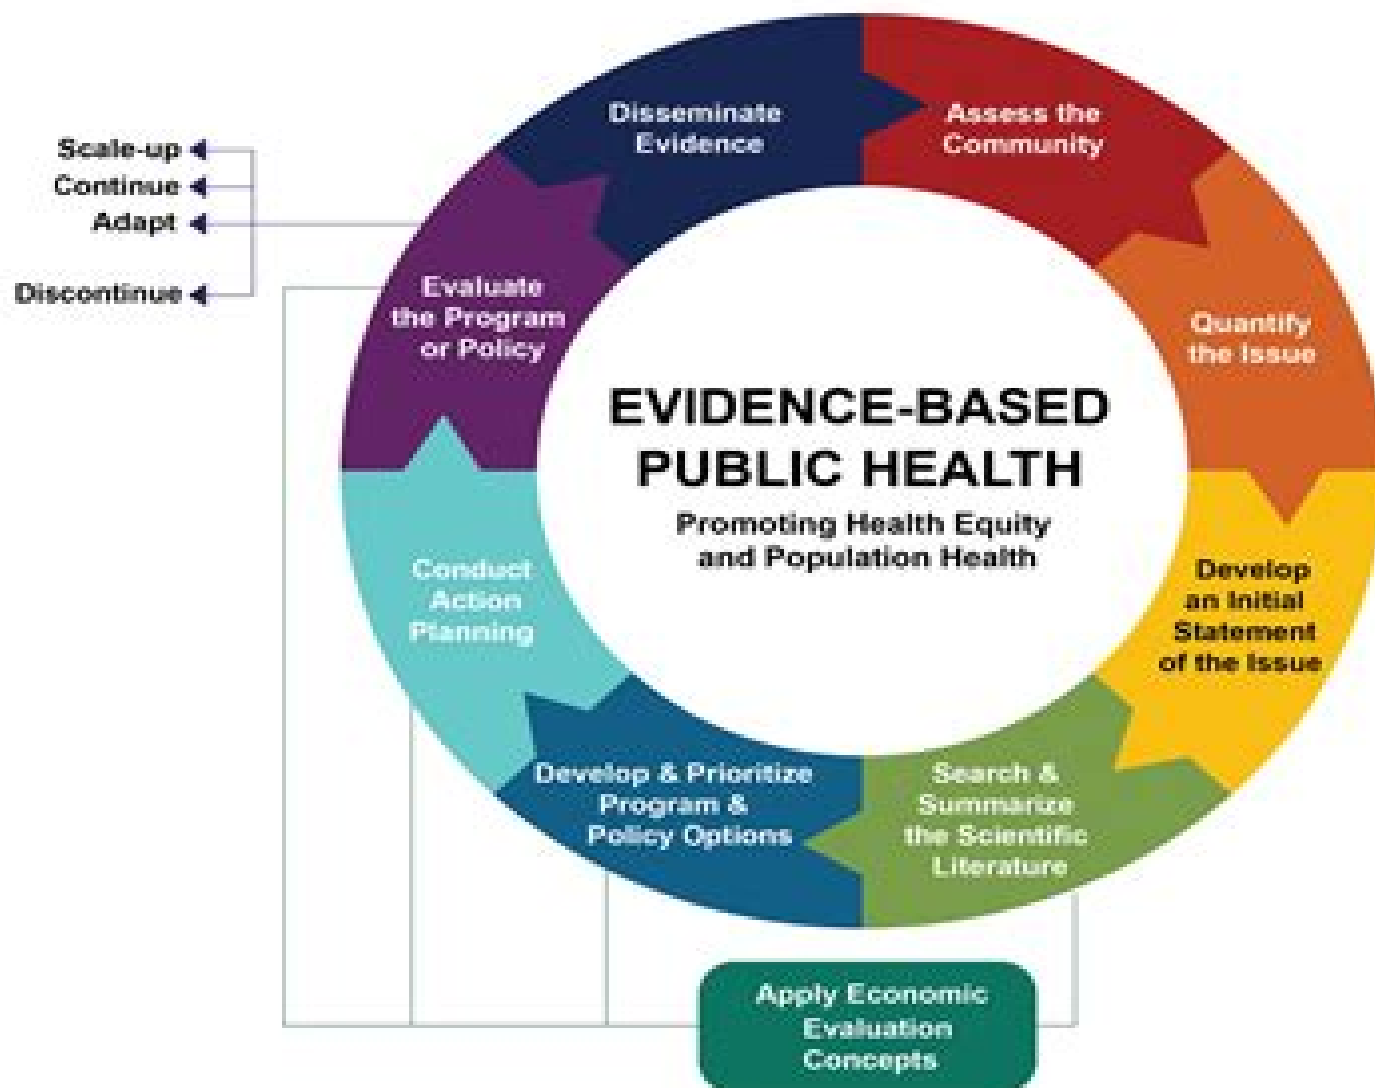 Disseminate
Evidence
Assess the
Community
Scale-up
Continue
Adapt
Discontinue
Evaluate
the Program
or Policy
Quantify
the Issue
EVIDENCE-BASED
PUBLIC HEALTH
Promoting Health Equity
and Population Health
Conduct
Action
Planning
Develop
an Initial
Statement
of the Issue
Develop & Prioritize
Program &
Policy Options
Search &
Summarize
the Scientific
Literature
Apply Economic
Evaluation
Concepts